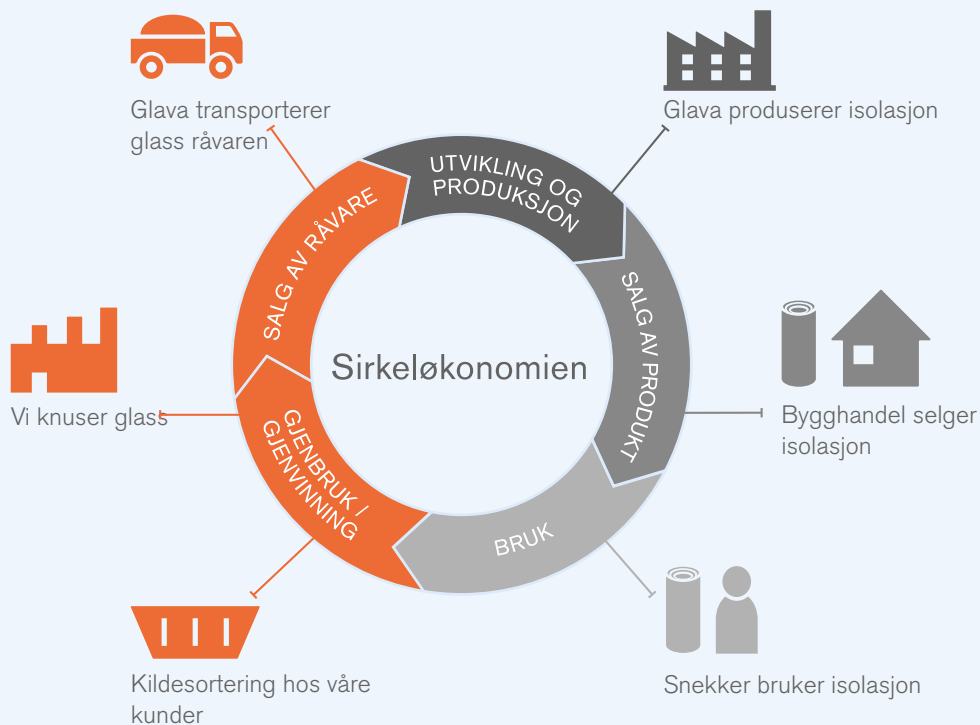 Glava transporterer
glass råvaren
Glava produserer isolasjon
UTVIKLING OG
PRODUKSJON
SALG AV RÅVARE
SALG AV PRODUKT
Sirkeløkonomien
Vi knuser glass
Bygghandel selger
isolasjon
GJENBRUK /
GJENVINNING
BRUK
Kildesortering hos våre
kunder
Snekker bruker isolasjon